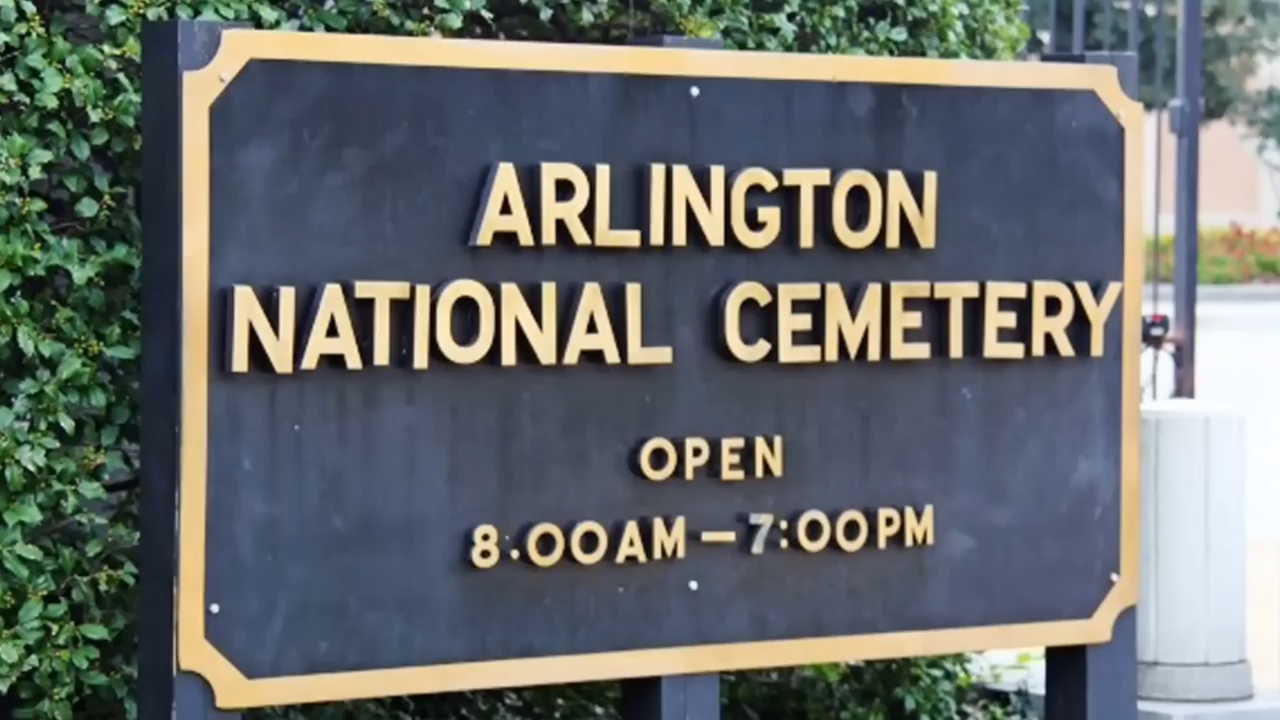 ARLINGTON
NATIONAL CEMETERY
OPEN
8:00AM — 7:00PM